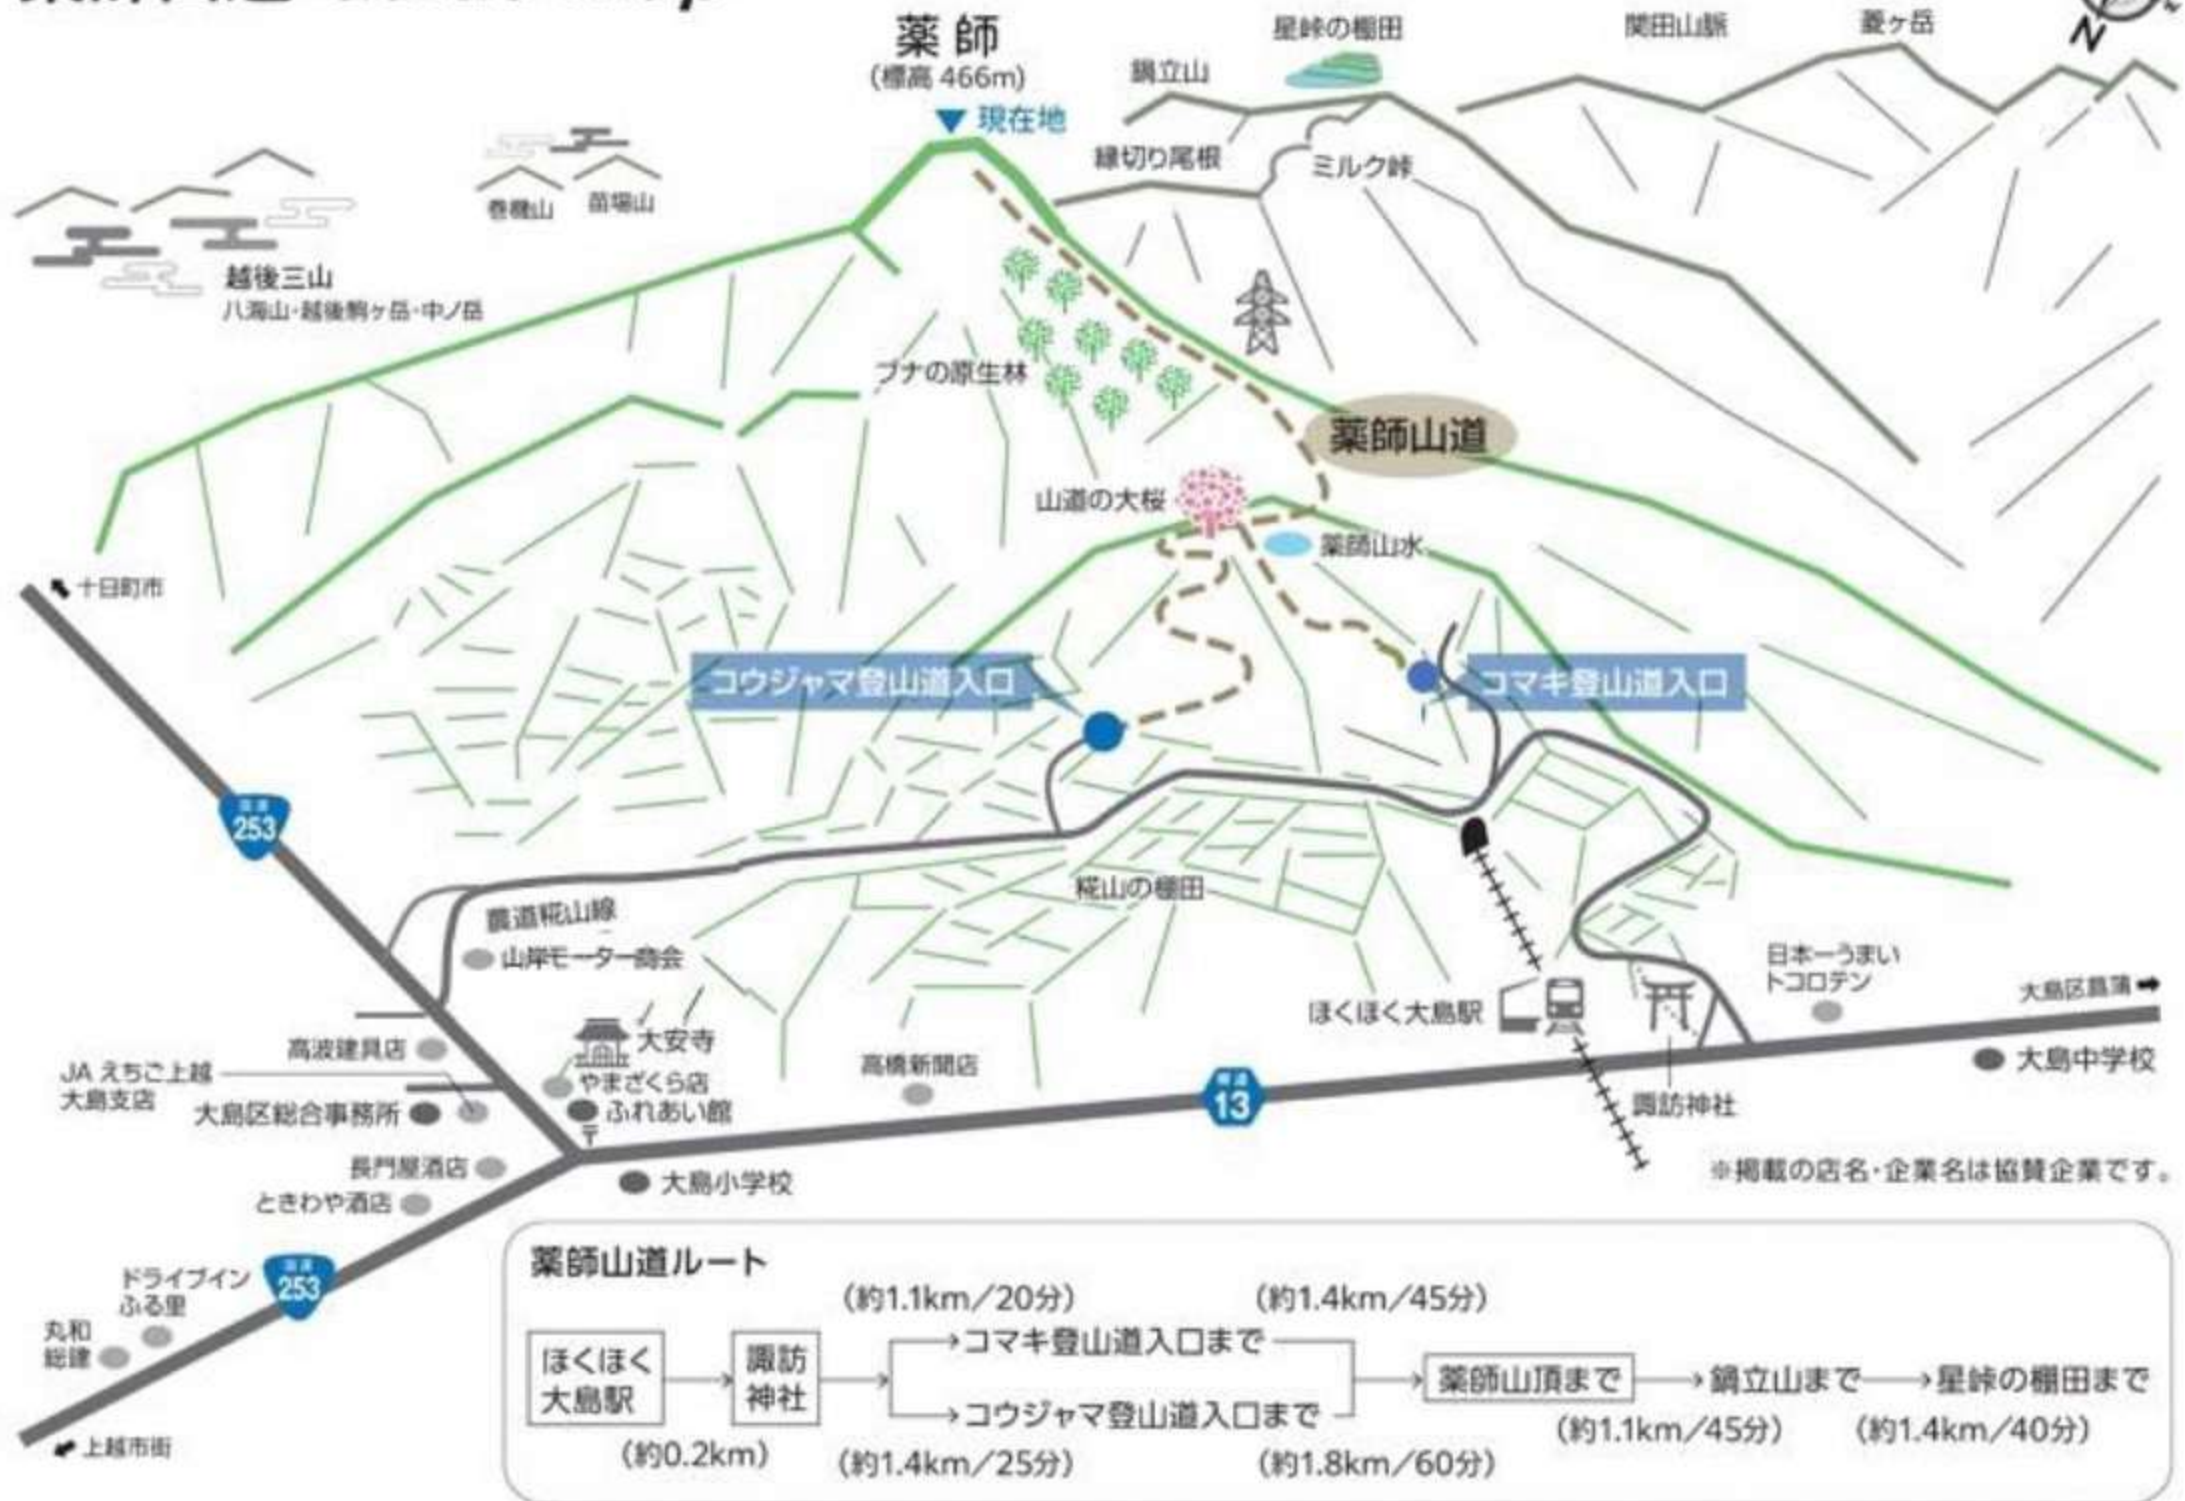 薬師
(標高 466m)
現在地
星峠の棚田
関田山脈
菱ヶ岳
N
鍋立山
縁切り尾根
ミルク峠
巻機山
苗場山
越後三山
八海山・越後駒ヶ岳・中ノ岳
ブナの原生林
薬師山道
山道の大桜
薬師山水
十日町市
コウジャマ登山道入口
コマキ登山道入口
国道
253
農道糀山線
糀山の棚田
山岸モーター商会
日本一うまい
トコロテン
大島区菖蒲
ほくほく大島駅
高波建具店
大安寺
高橋新聞店
JA えちご上越
大島支店
やまざくら店
大島区総合事務所
ふれあい館
〒
県道
13
諏訪神社
大島中学校
長門屋酒店
大島小学校
ときわや酒店
※掲載の店名・企業名は協賛企業です。
国道
253
ドライブイン
ふる里
丸和
総建
上越市街
薬師山道ルート
(約1.1km/20分)
(約1.4km/45分)
ほくほく
大島駅
諏訪
神社
コマキ登山道入口まで
コウジャマ登山道入口まで
薬師山頂まで
鍋立山まで
星峠の棚田まで
(約0.2km)
(約1.4km/25分)
(約1.8km/60分)
(約1.1km/45分)
(約1.4km/40分)